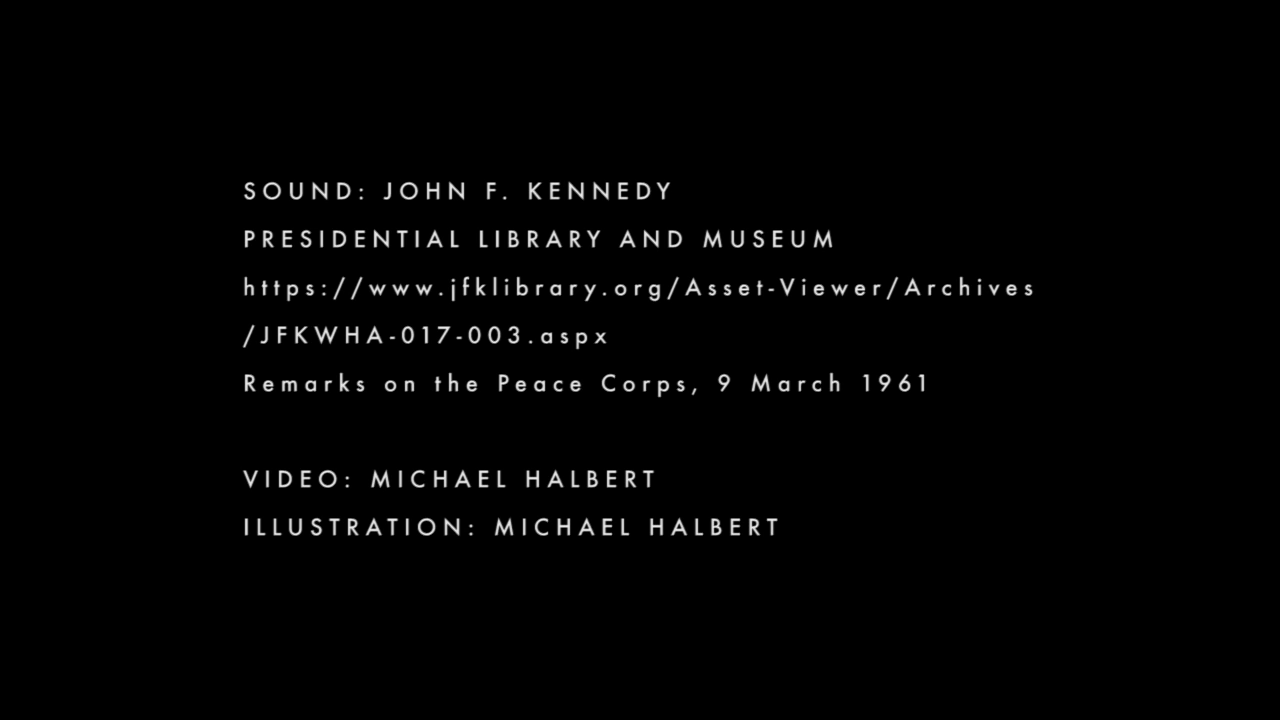 SOUND: JOHN F. KENNEDY
PRESIDENTIAL LIBRARY AND MUSEUM
https://www.jfklibrary.org/Asset-Viewer/Archives
/JFKWHA-017-003.aspx
Remarks on the Peace Corps, 9 March 1961
VIDEO: MICHAEL HALBERT
ILLUSTRATION: MICHAEL HALBERT